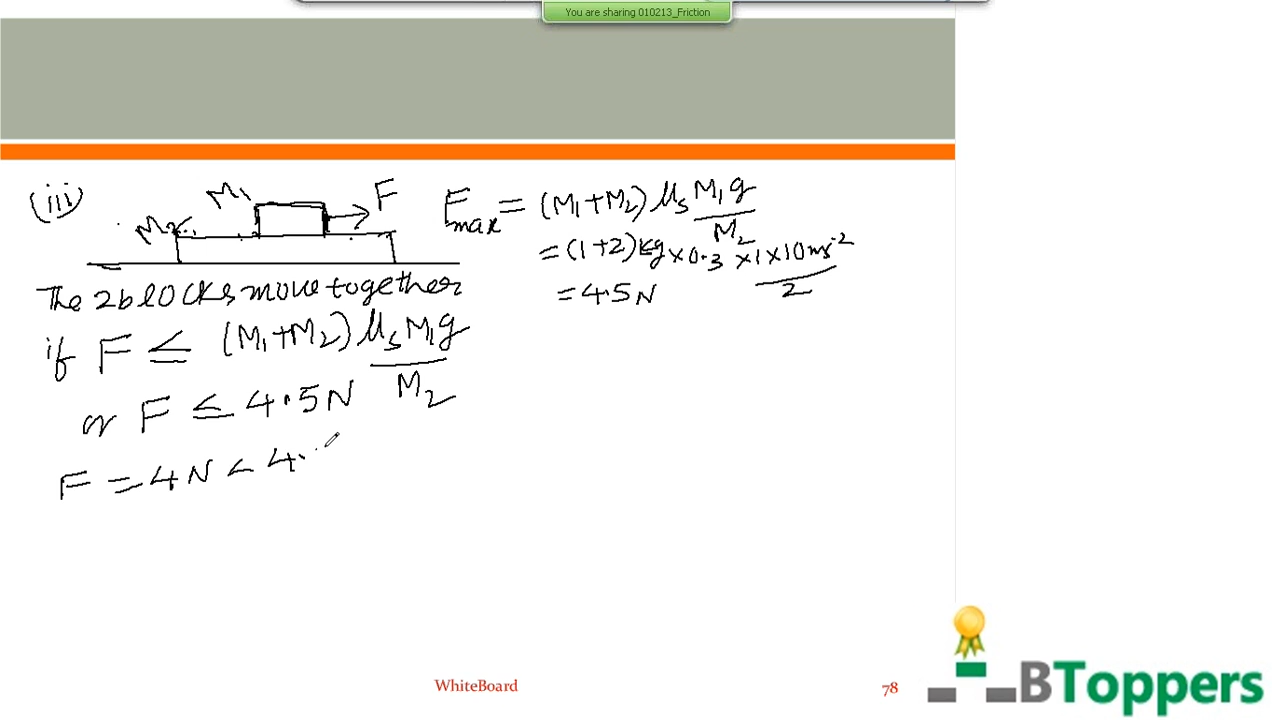 You are sharing 010213_Friction
(iii)
M1
F
M2
Fmax = (M1+M2) μs M1g / M2
= (1+2) kg × 0.3 × 1×10 ms-2 / 2
= 4.5 N
The 2 blocks move together
if F ≤ (M1+M2) μs M1g / M2
or F ≤ 4.5 N
F = 4 N < 4.
WhiteBoard
78
BToppers